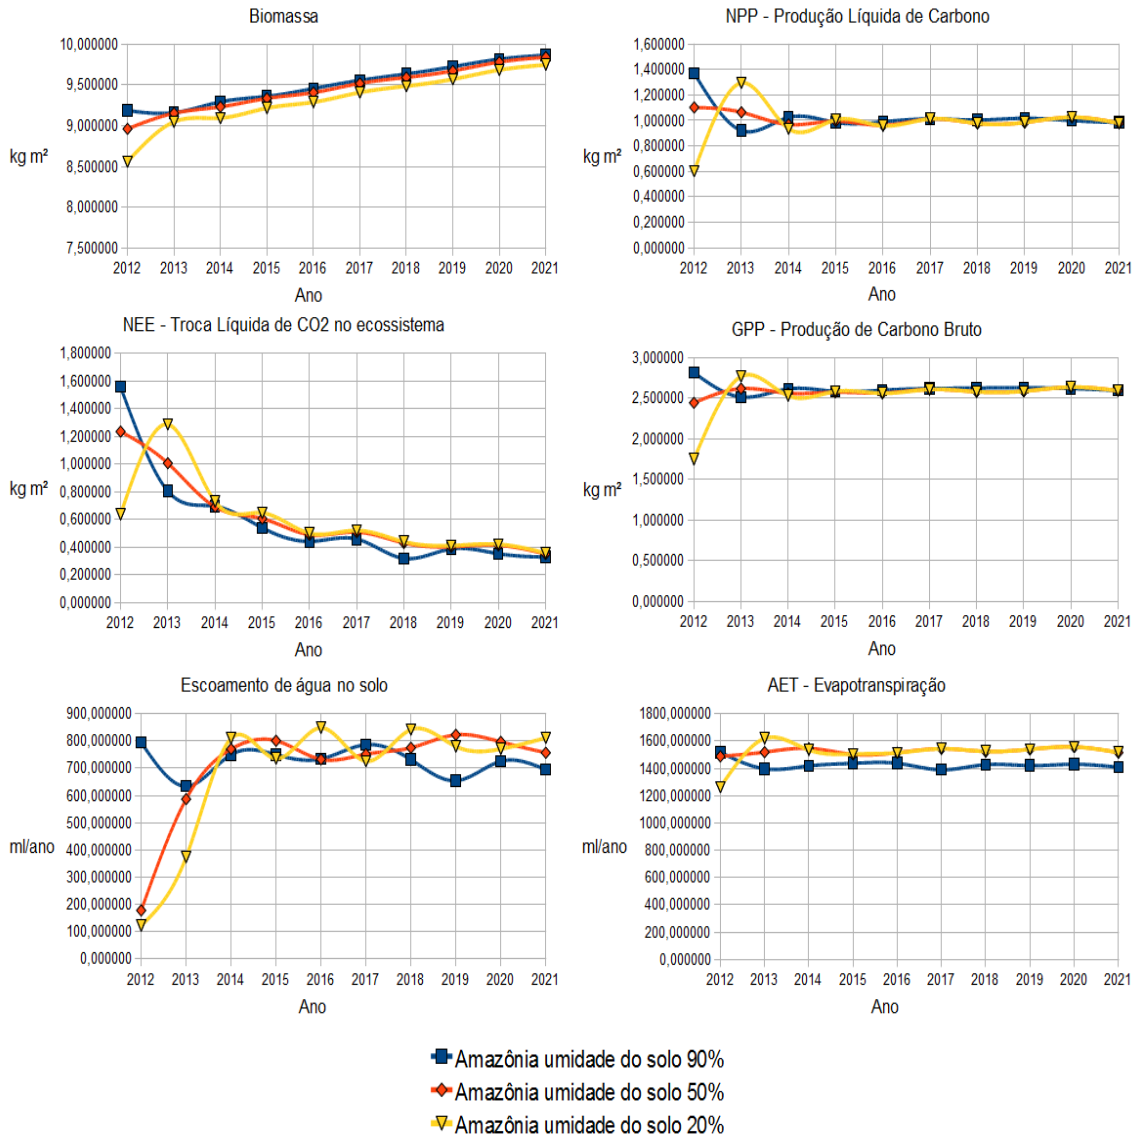 Biomassa
10,000000
9,500000
9,000000
8,500000
8,000000
7,500000
kg m²
2012 2013 2014 2015 2016 2017 2018 2019 2020 2021
Ano
NPP - Produção Líquida de Carbono
1,600000
1,400000
1,200000
1,000000
0,800000
0,600000
0,400000
0,200000
0,000000
kg m²
2012 2013 2014 2015 2016 2017 2018 2019 2020 2021
Ano
NEE - Troca Líquida de CO2 no ecossistema
1,800000
1,600000
1,400000
1,200000
1,000000
0,800000
0,600000
0,400000
0,200000
0,000000
kg m²
2012 2013 2014 2015 2016 2017 2018 2019 2020 2021
Ano
GPP - Produção de Carbono Bruto
3,000000
2,500000
2,000000
1,500000
1,000000
0,500000
0,000000
kg m²
2012 2013 2014 2015 2016 2017 2018 2019 2020 2021
Ano
Escoamento de água no solo
900,000000
800,000000
700,000000
600,000000
500,000000
400,000000
300,000000
200,000000
100,000000
0,000000
ml/ano
2012 2013 2014 2015 2016 2017 2018 2019 2020 2021
Ano
AET - Evapotranspiração
1800,000000
1600,000000
1400,000000
1200,000000
1000,000000
800,000000
600,000000
400,000000
200,000000
0,000000
ml/ano
2012 2013 2014 2015 2016 2017 2018 2019 2020 2021
Ano
Amazônia umidade do solo 90%
Amazônia umidade do solo 50%
Amazônia umidade do solo 20%